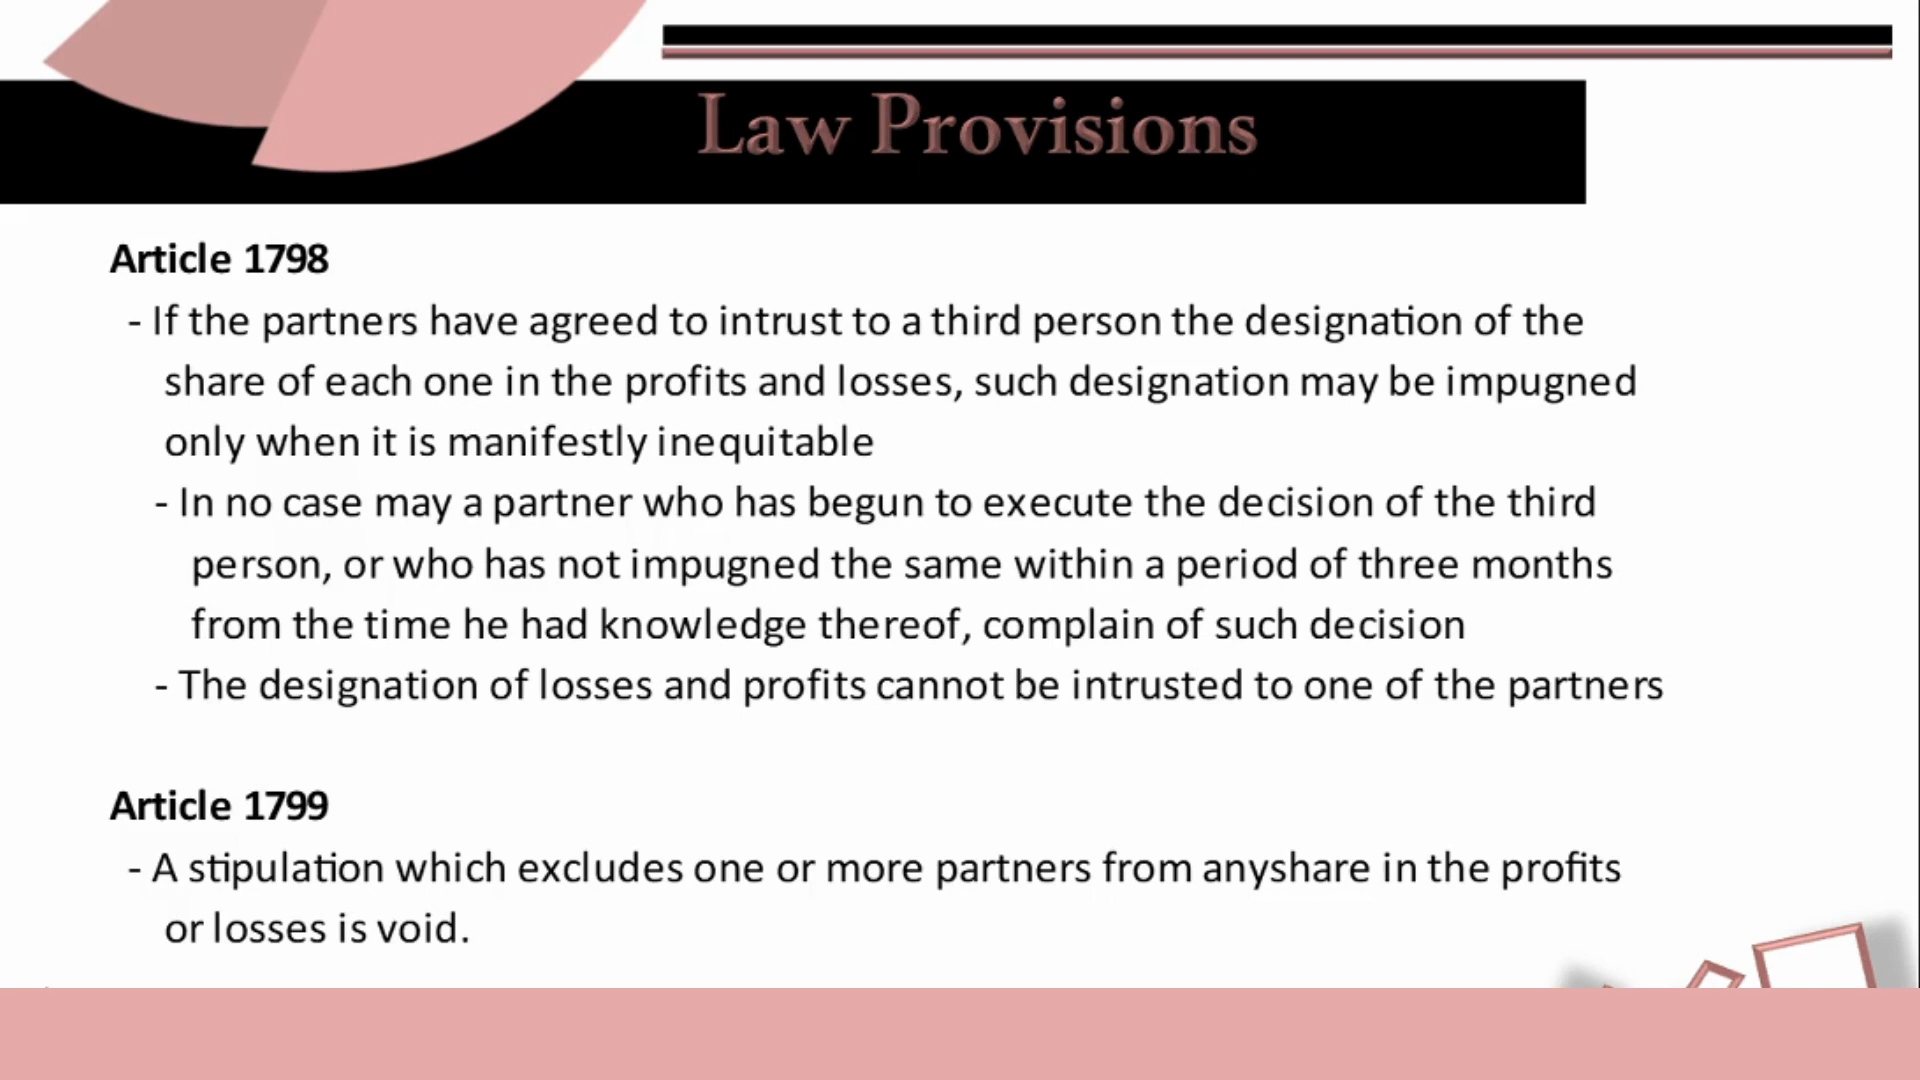 Law Provisions
Article 1798
- If the partners have agreed to intrust to a third person the designation of the
share of each one in the profits and losses, such designation may be impugned
only when it is manifestly inequitable
- In no case may a partner who has begun to execute the decision of the third
person, or who has not impugned the same within a period of three months
from the time he had knowledge thereof, complain of such decision
- The designation of losses and profits cannot be intrusted to one of the partners
Article 1799
- A stipulation which excludes one or more partners from anyshare in the profits
or losses is void.